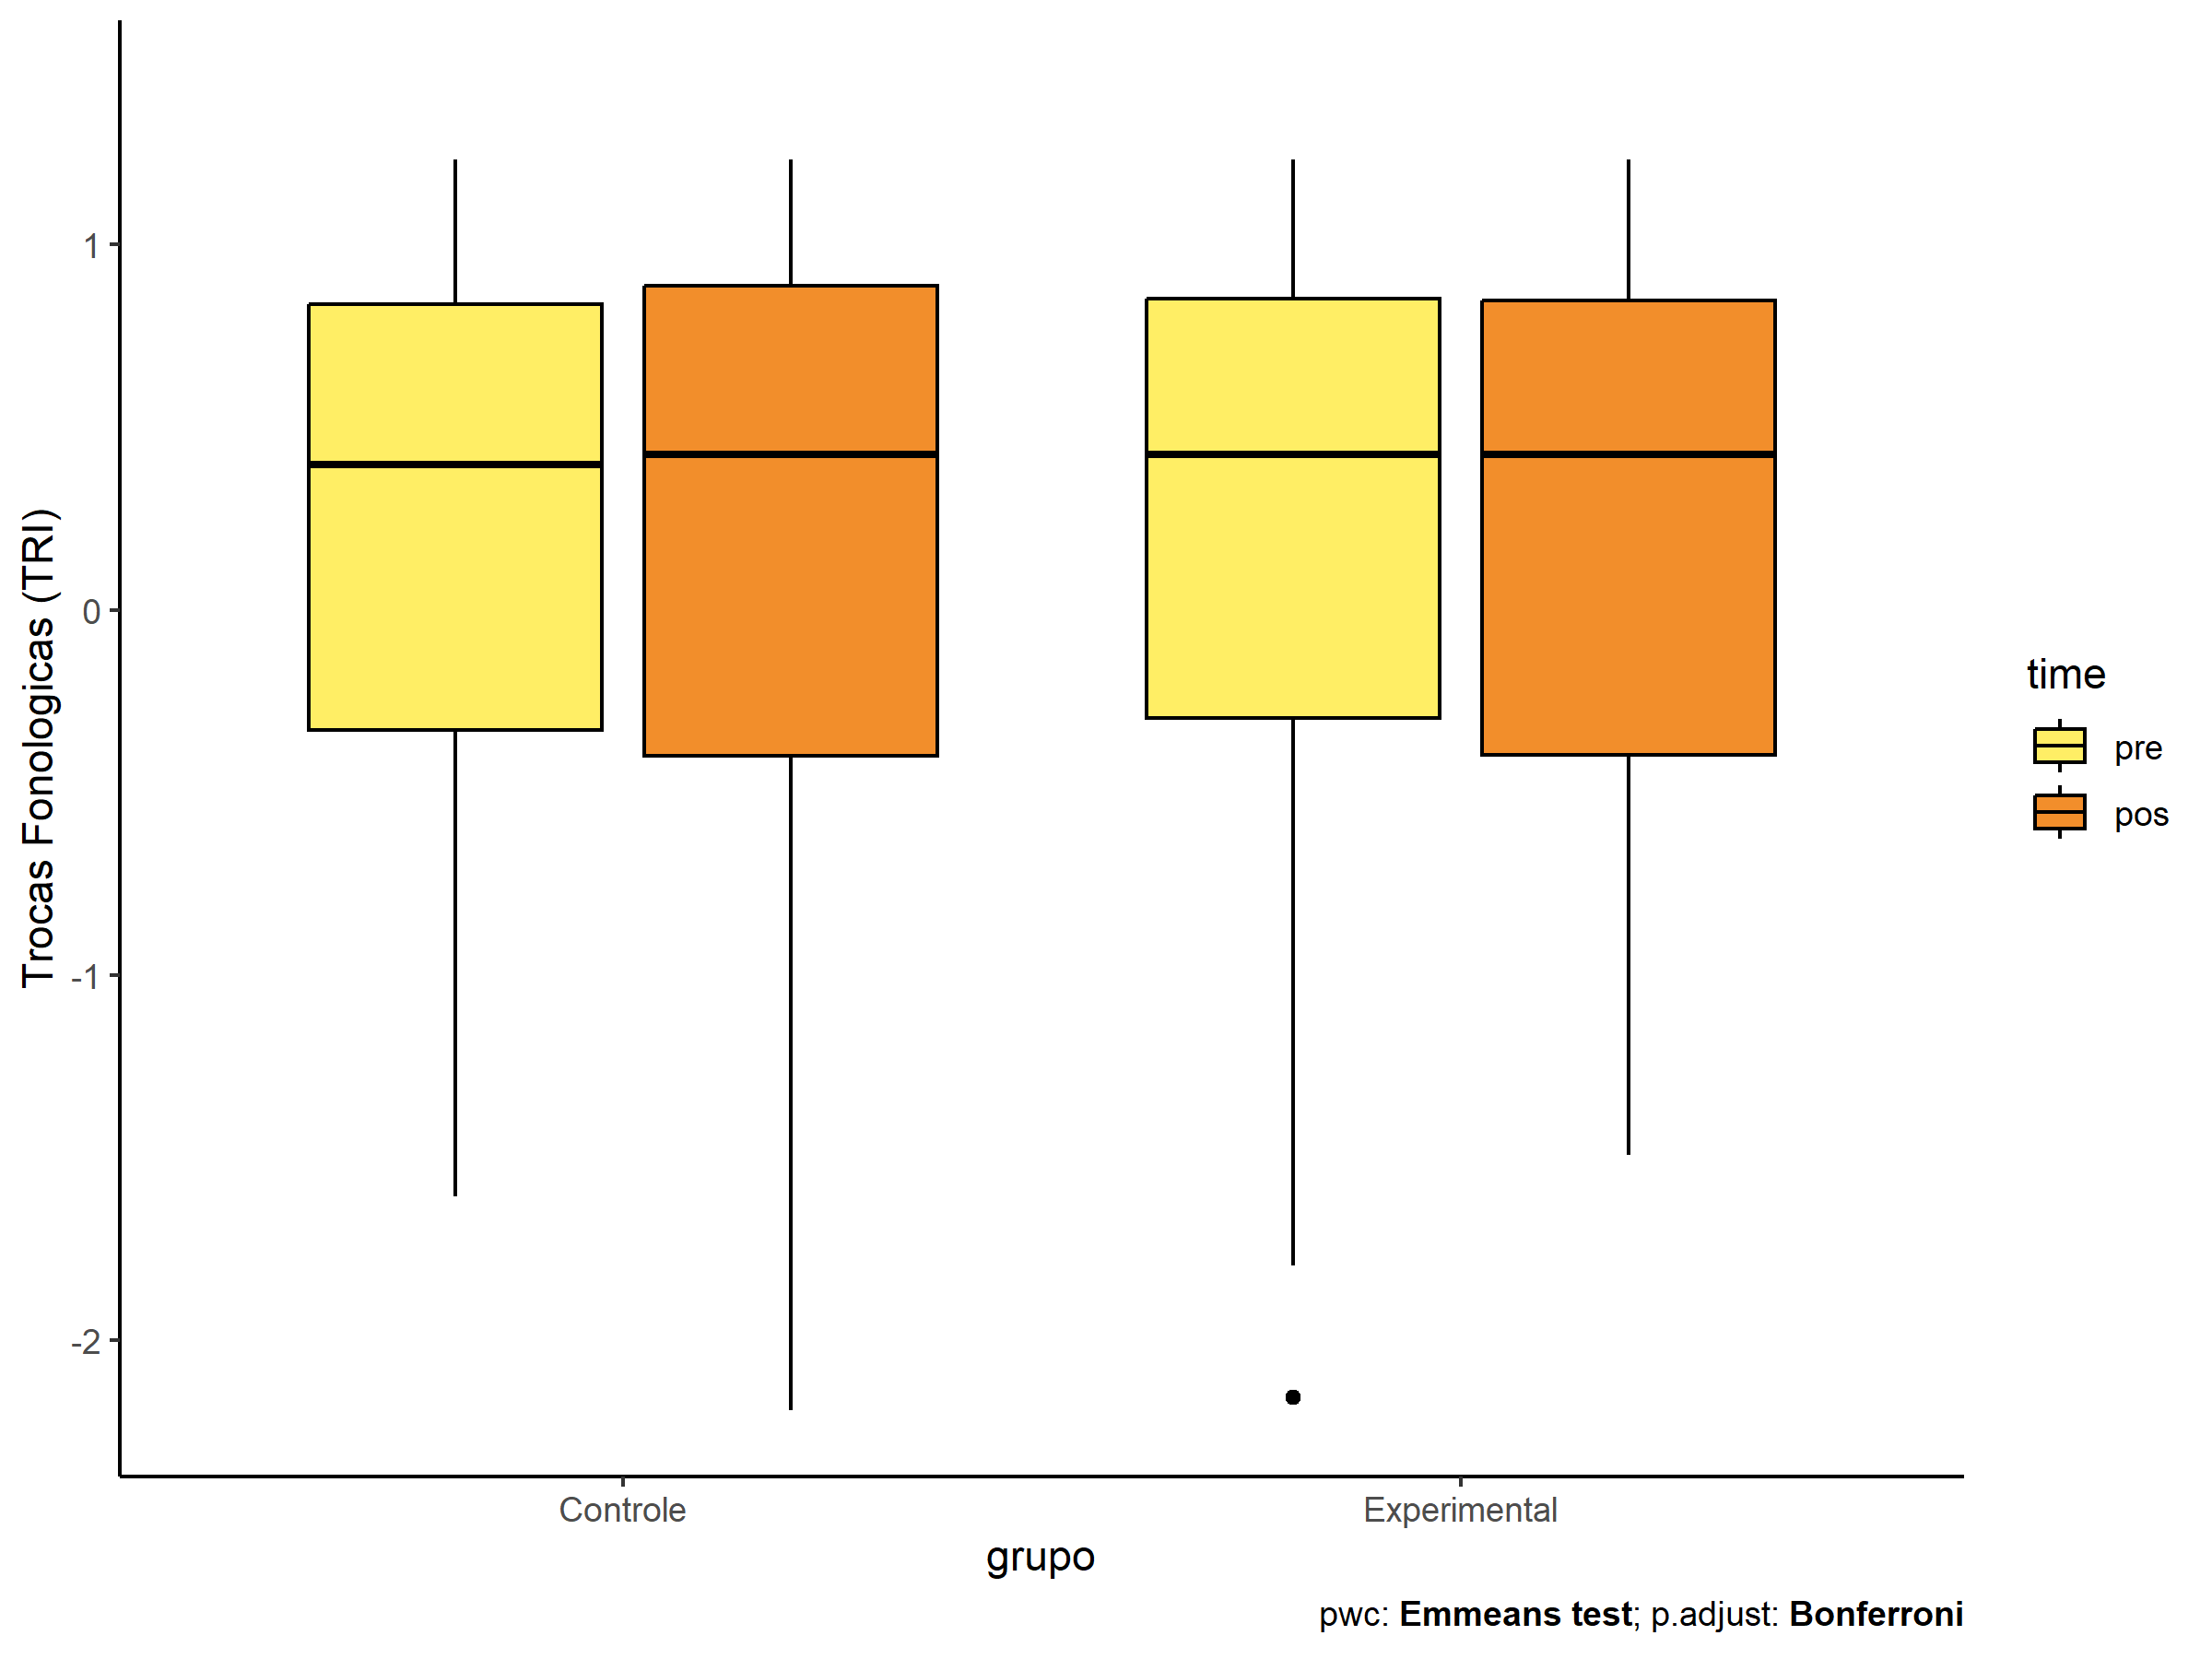 Trocas Fonologicas (TRI)
1
0
-1
-2
Controle
Experimental
grupo
time
pre
pos
pwc: Emmeans test; p.adjust: Bonferroni